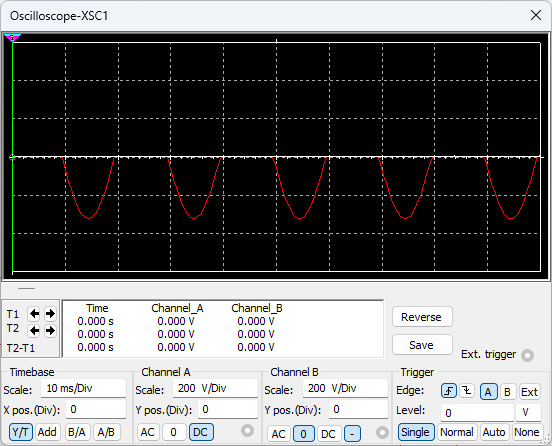 Oscilloscope-XSC1
Time Channel_A Channel_B
T1 0.000 s 0.000 V 0.000 V
T2 0.000 s 0.000 V 0.000 V
T2-T1 0.000 s 0.000 V 0.000 V
Reverse
Save
Ext. trigger
Timebase
Scale: 10 ms/Div
X pos.(Div): 0
Y/T Add B/A A/B
Channel A
Scale: 200 V/Div
Y pos.(Div): 0
AC 0 DC
Channel B
Scale: 200 V/Div
Y pos.(Div): 0
AC 0 DC -
Trigger
Edge: A B Ext
Level: 0 V
Single Normal Auto None